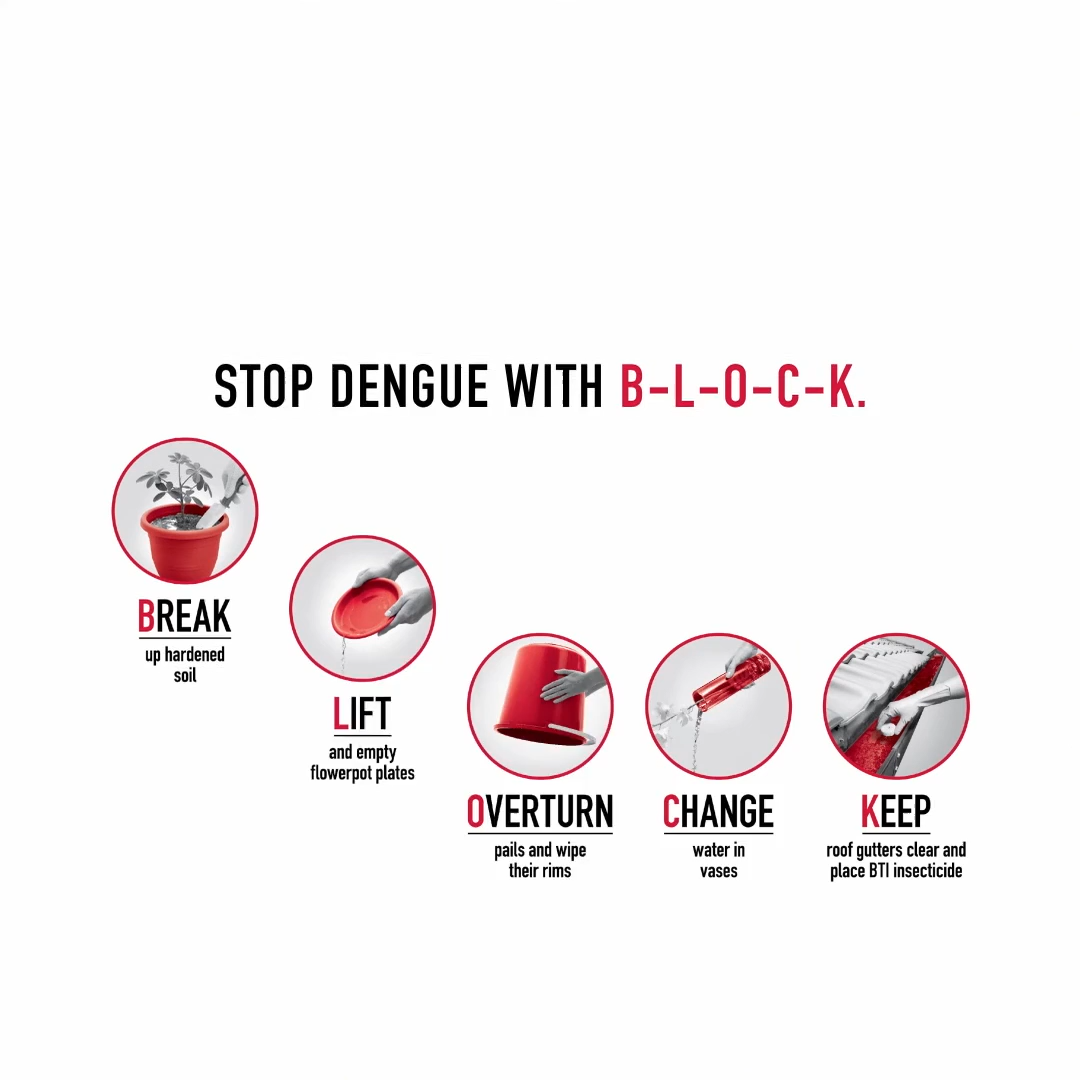 STOP DENGUE WITH B-L-O-C-K.
BREAK
up hardened
soil
LIFT
and empty
flowerpot plates
OVERTURN
pails and wipe
their rims
CHANGE
water in
vases
KEEP
roof gutters clear and
place BTI insecticide